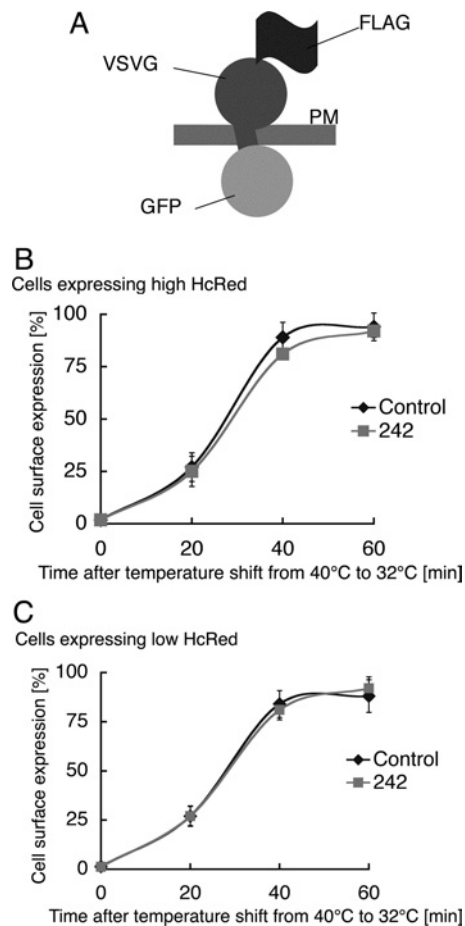 A
FLAG
VSVG
PM
GFP
B
Cells expressing high HcRed
Cell surface expression [%]
100
75
50
25
0
Control
242
0 20 40 60
Time after temperature shift from 40°C to 32°C [min]
C
Cells expressing low HcRed
Cell surface expression [%]
100
75
50
25
0
Control
242
0 20 40 60
Time after temperature shift from 40°C to 32°C [min]